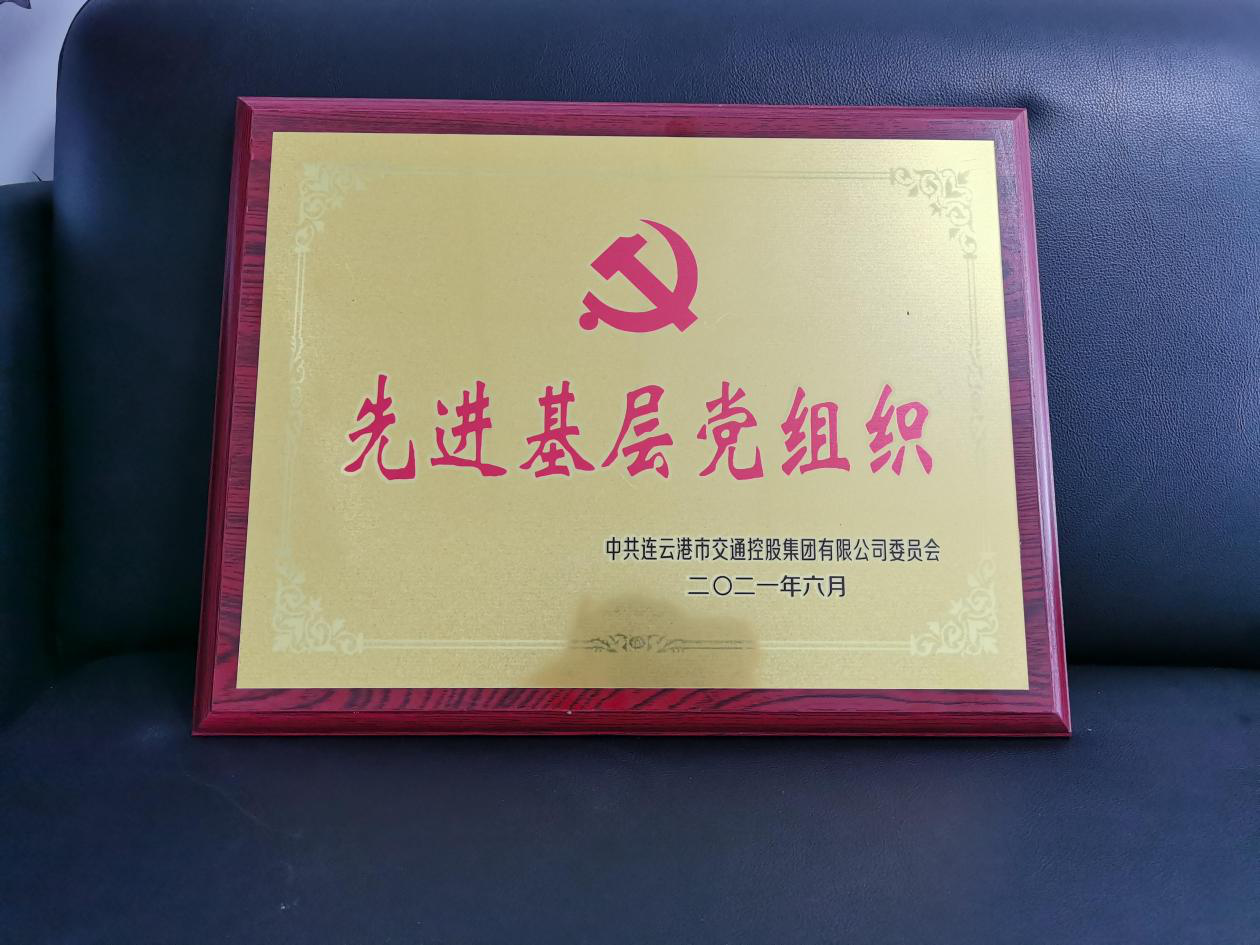 先进基层党组织
中共连云港市交通控股集团有限公司委员会
二〇二一年六月